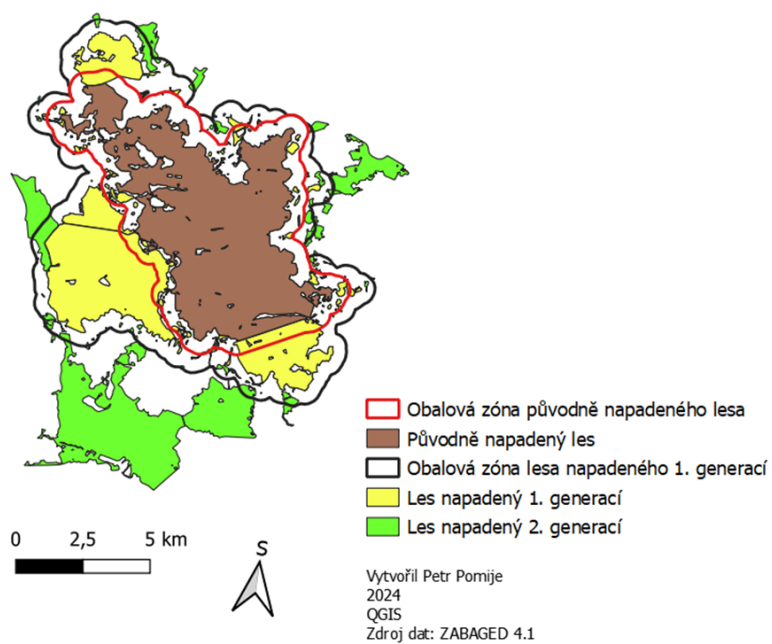 Obalová zóna původně napadeného lesa
Původně napadený les
Obalová zóna lesa napadeného 1. generací
Les napadený 1. generací
Les napadený 2. generací
0 2,5 5 km
S
Vytvořil Petr Pomije
2024
QGIS
Zdroj dat: ZABAGED 4.1